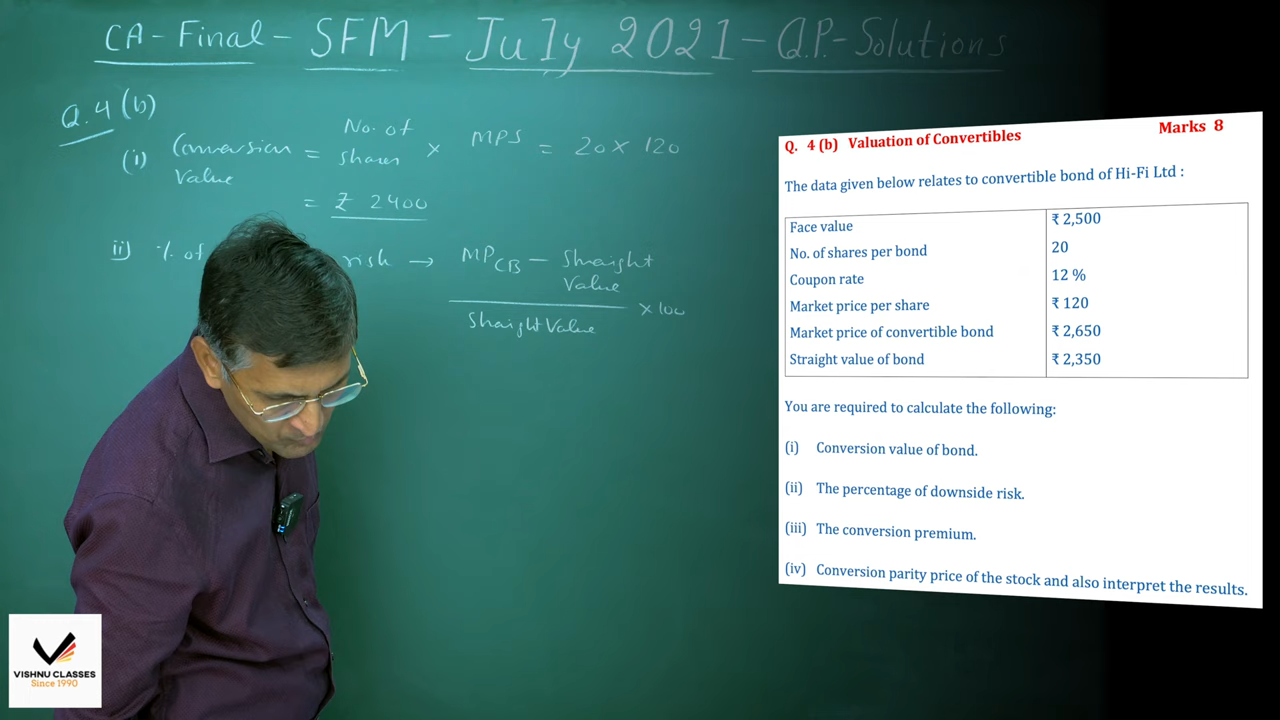 CA-Final - SFM - July 2021 - Q.P.-Solutions
Q.4 (b)
(i) Conversion Value = No. of shares × MPS = 20 × 120
= ₹ 2400
ii) % of risk → MP CB − Straight Value
Straight Value × 100
Q. 4 (b) Valuation of Convertibles Marks 8
The data given below relates to convertible bond of Hi-Fi Ltd :
Face value ₹ 2,500
No. of shares per bond 20
Coupon rate 12 %
Market price per share ₹ 120
Market price of convertible bond ₹ 2,650
Straight value of bond ₹ 2,350
You are required to calculate the following:
(i) Conversion value of bond.
(ii) The percentage of downside risk.
(iii) The conversion premium.
(iv) Conversion parity price of the stock and also interpret the results.
VISHNU CLASSES
Since 1990